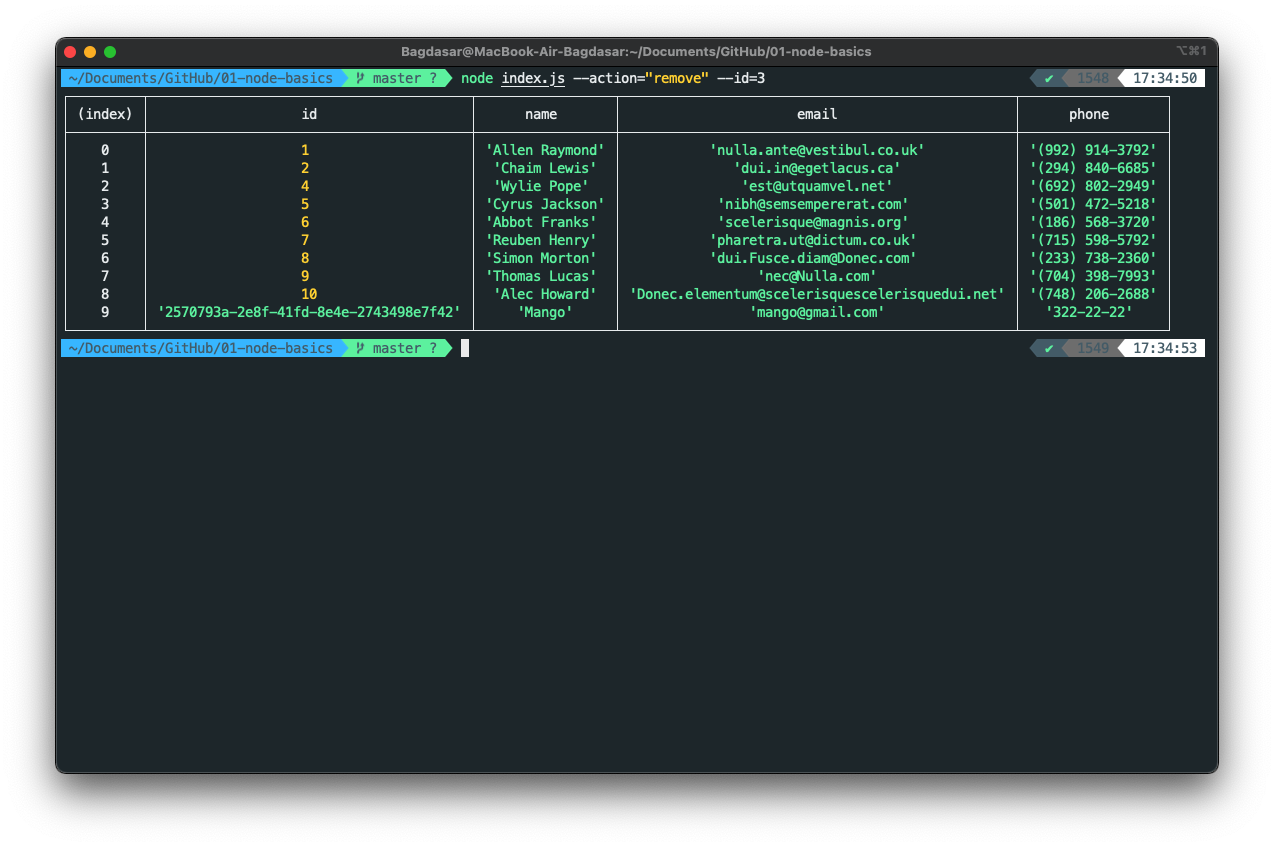 Bagdasar@MacBook-Air-Bagdasar:~/Documents/GitHub/01-node-basics ⌥⌘1
~/Documents/GitHub/01-node-basics master ? node index.js --action="remove" --id=3 ✔ 1548 17:34:50
(index) id name email phone
0 1 'Allen Raymond' 'nulla.ante@vestibul.co.uk' '(992) 914-3792'
1 2 'Chaim Lewis' 'dui.in@egetlacus.ca' '(294) 840-6685'
2 4 'Wylie Pope' 'est@utquamvel.net' '(692) 802-2949'
3 5 'Cyrus Jackson' 'nibh@semsempererat.com' '(501) 472-5218'
4 6 'Abbot Franks' 'scelerisque@magnis.org' '(186) 568-3720'
5 7 'Reuben Henry' 'pharetra.ut@dictum.co.uk' '(715) 598-5792'
6 8 'Simon Morton' 'dui.Fusce.diam@Donec.com' '(233) 738-2360'
7 9 'Thomas Lucas' 'nec@Nulla.com' '(704) 398-7993'
8 10 'Alec Howard' 'Donec.elementum@scelerisquescelerisquedui.net' '(748) 206-2688'
9 '2570793a-2e8f-41fd-8e4e-2743498e7f42' 'Mango' 'mango@gmail.com' '322-22-22'
~/Documents/GitHub/01-node-basics master ? ✔ 1549 17:34:53